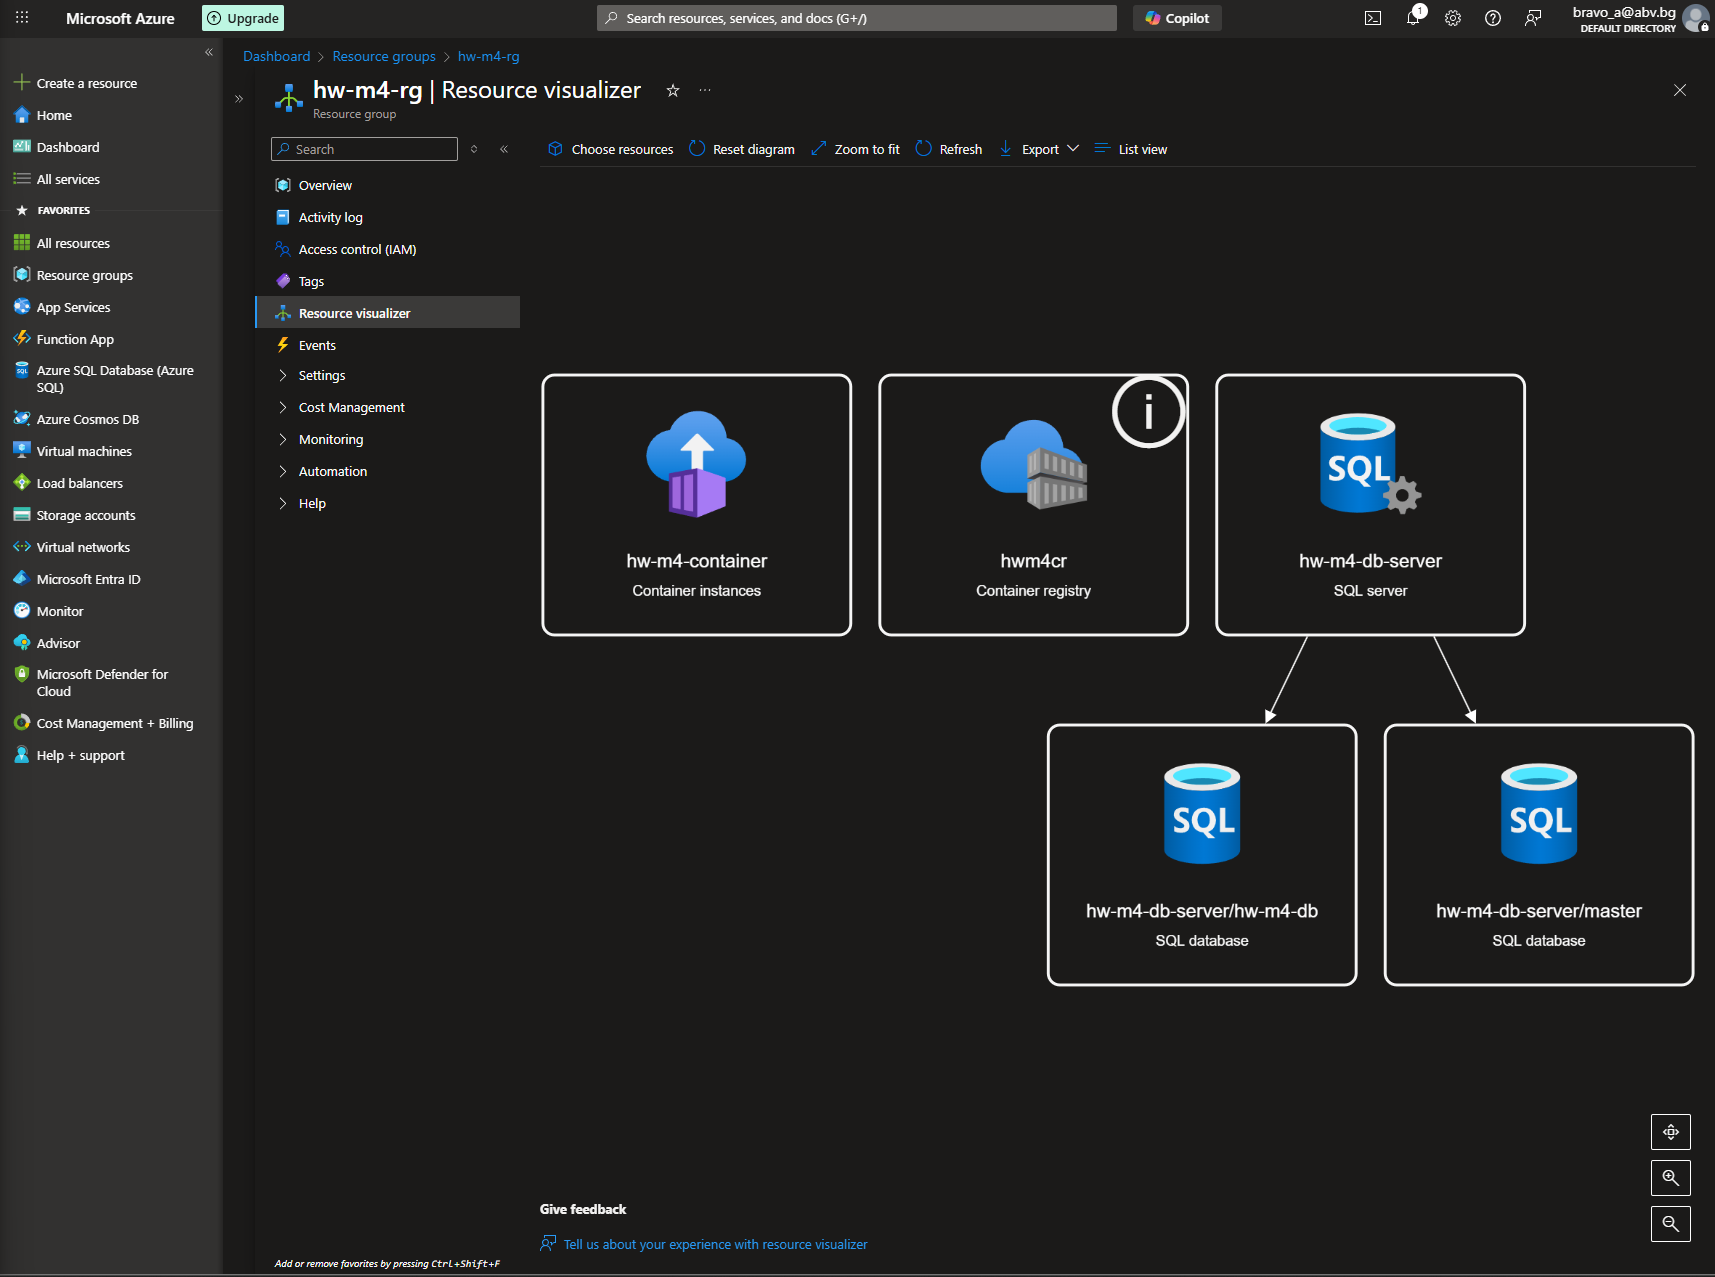 Microsoft Azure
Upgrade
Search resources, services, and docs (G+/)
Copilot
1
bravo_a@abv.bg
DEFAULT DIRECTORY
Create a resource
Home
Dashboard
All services
FAVORITES
All resources
Resource groups
App Services
Function App
Azure SQL Database (Azure
SQL)
Azure Cosmos DB
Virtual machines
Load balancers
Storage accounts
Virtual networks
Microsoft Entra ID
Monitor
Advisor
Microsoft Defender for
Cloud
Cost Management + Billing
Help + support
Dashboard > Resource groups > hw-m4-rg
hw-m4-rg | Resource visualizer
Resource group
Search
Overview
Activity log
Access control (IAM)
Tags
Resource visualizer
Events
Settings
Cost Management
Monitoring
Automation
Help
Add or remove favorites by pressing Ctrl+Shift+F
Choose resources
Reset diagram
Zoom to fit
Refresh
Export
List view
hw-m4-container
Container instances
i
hwm4cr
Container registry
SQL
hw-m4-db-server
SQL server
SQL
hw-m4-db-server/hw-m4-db
SQL database
SQL
hw-m4-db-server/master
SQL database
Give feedback
Tell us about your experience with resource visualizer